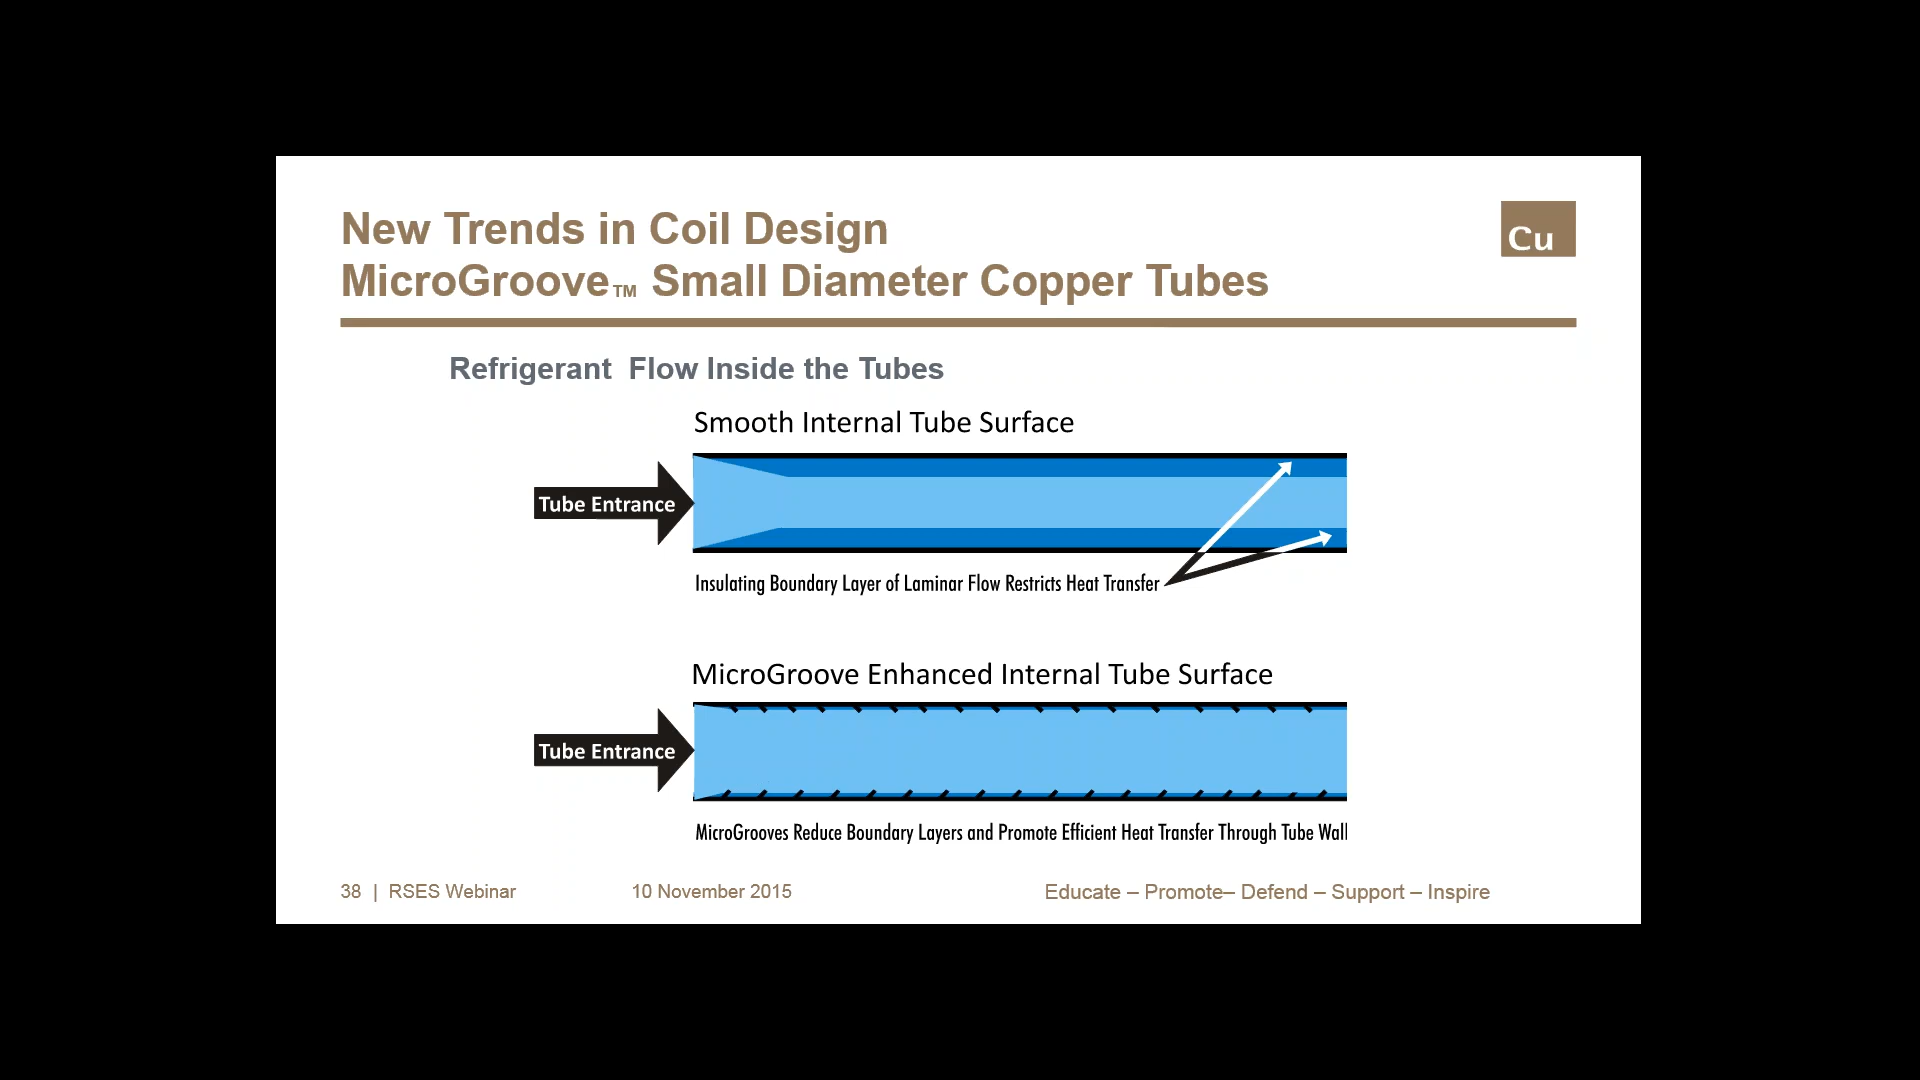 New Trends in Coil Design
MicroGroove™ Small Diameter Copper Tubes
Cu
Refrigerant Flow Inside the Tubes
Smooth Internal Tube Surface
Tube Entrance
Insulating Boundary Layer of Laminar Flow Restricts Heat Transfer
MicroGroove Enhanced Internal Tube Surface
Tube Entrance
MicroGrooves Reduce Boundary Layers and Promote Efficient Heat Transfer Through Tube Wall
38 | RSES Webinar 10 November 2015 Educate – Promote– Defend – Support – Inspire